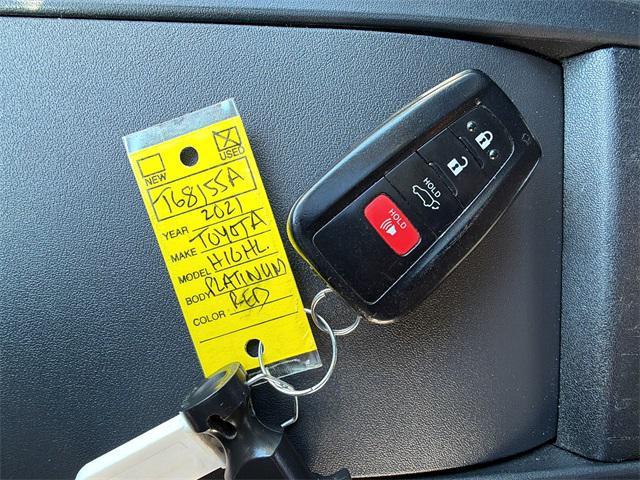 NEW USED
T68155A
YEAR 2021
MAKE TOYOTA
MODEL HIGHL
BODY PLATINUM
COLOR RED
HOLD
HOLD